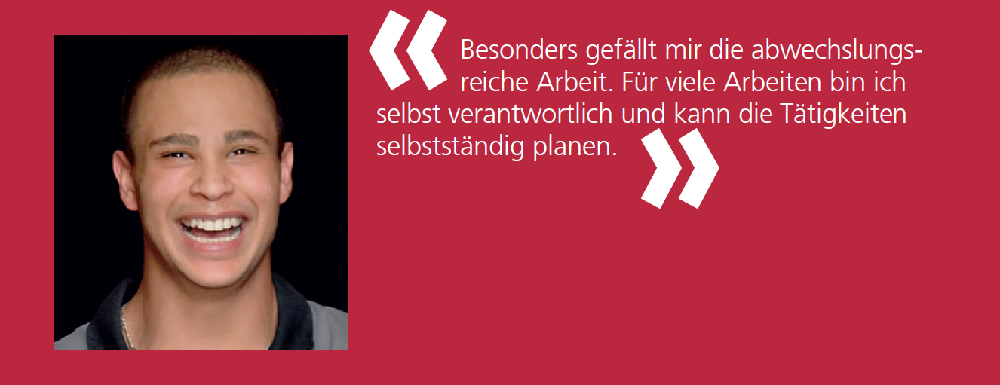 « Besonders gefällt mir die abwechslungs-
reiche Arbeit. Für viele Arbeiten bin ich
selbst verantwortlich und kann die Tätigkeiten
selbstständig planen. »